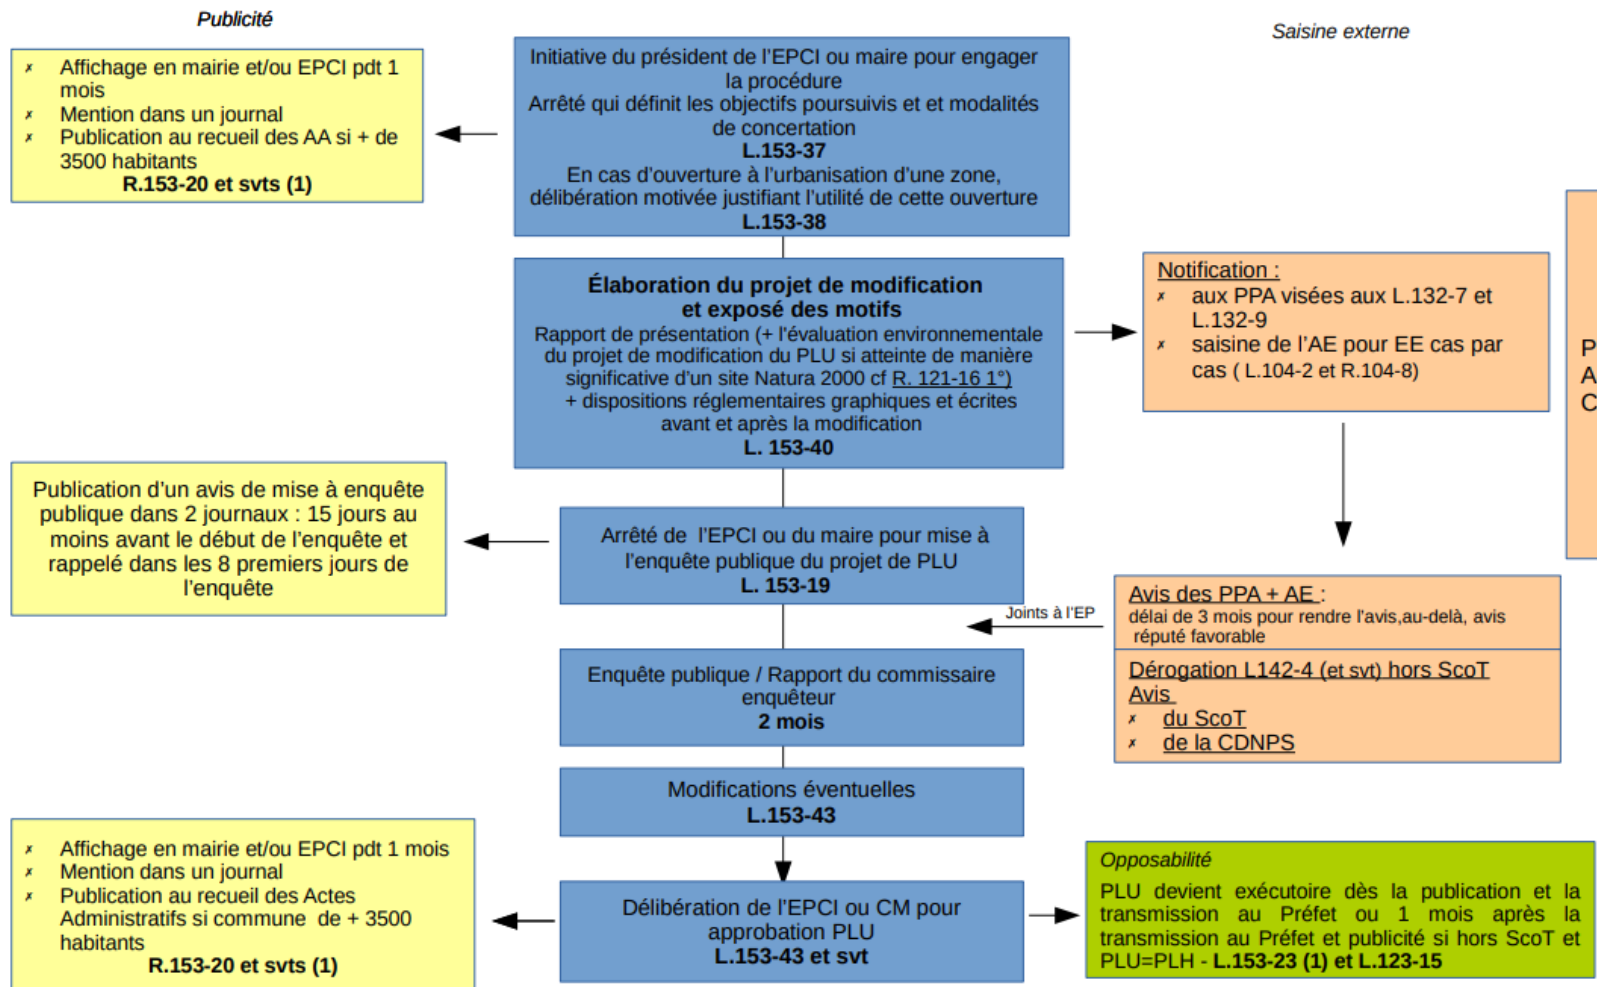 Publicité
Saisine externe
✗ Affichage en mairie et/ou EPCI pdt 1
mois
✗ Mention dans un journal
✗ Publication au recueil des AA si + de
3500 habitants
R.153-20 et svts (1)
Initiative du président de l'EPCI ou maire pour engager
la procédure
Arrêté qui définit les objectifs poursuivis et et modalités
de concertation
L.153-37
En cas d'ouverture à l'urbanisation d'une zone,
délibération motivée justifiant l'utilité de cette ouverture
L.153-38
Élaboration du projet de modification
et exposé des motifs
Rapport de présentation (+ l'évaluation environnementale
du projet de modification du PLU si atteinte de manière
significative d'un site Natura 2000 cf R. 121-16 1°)
+ dispositions réglementaires graphiques et écrites
avant et après la modification
L. 153-40
Notification :
✗ aux PPA visées aux L.132-7 et
L.132-9
✗ saisine de l'AE pour EE cas par
cas ( L.104-2 et R.104-8)
P
A
C
Publication d'un avis de mise à enquête
publique dans 2 journaux : 15 jours au
moins avant le début de l'enquête et
rappelé dans les 8 premiers jours de
l'enquête
Arrêté de l'EPCI ou du maire pour mise à
l'enquête publique du projet de PLU
L. 153-19
Joints à l'EP
Avis des PPA + AE :
délai de 3 mois pour rendre l'avis,au-delà, avis
réputé favorable
Dérogation L142-4 (et svt) hors ScoT
Avis
✗ du ScoT
✗ de la CDNPS
Enquête publique / Rapport du commissaire
enquêteur
2 mois
Modifications éventuelles
L.153-43
✗ Affichage en mairie et/ou EPCI pdt 1 mois
✗ Mention dans un journal
✗ Publication au recueil des Actes
Administratifs si commune de + 3500
habitants
R.153-20 et svts (1)
Délibération de l'EPCI ou CM pour
approbation PLU
L.153-43 et svt
Opposabilité
PLU devient exécutoire dès la publication et la
transmission au Préfet ou 1 mois après la
transmission au Préfet et publicité si hors ScoT et
PLU=PLH - L.153-23 (1) et L.123-15